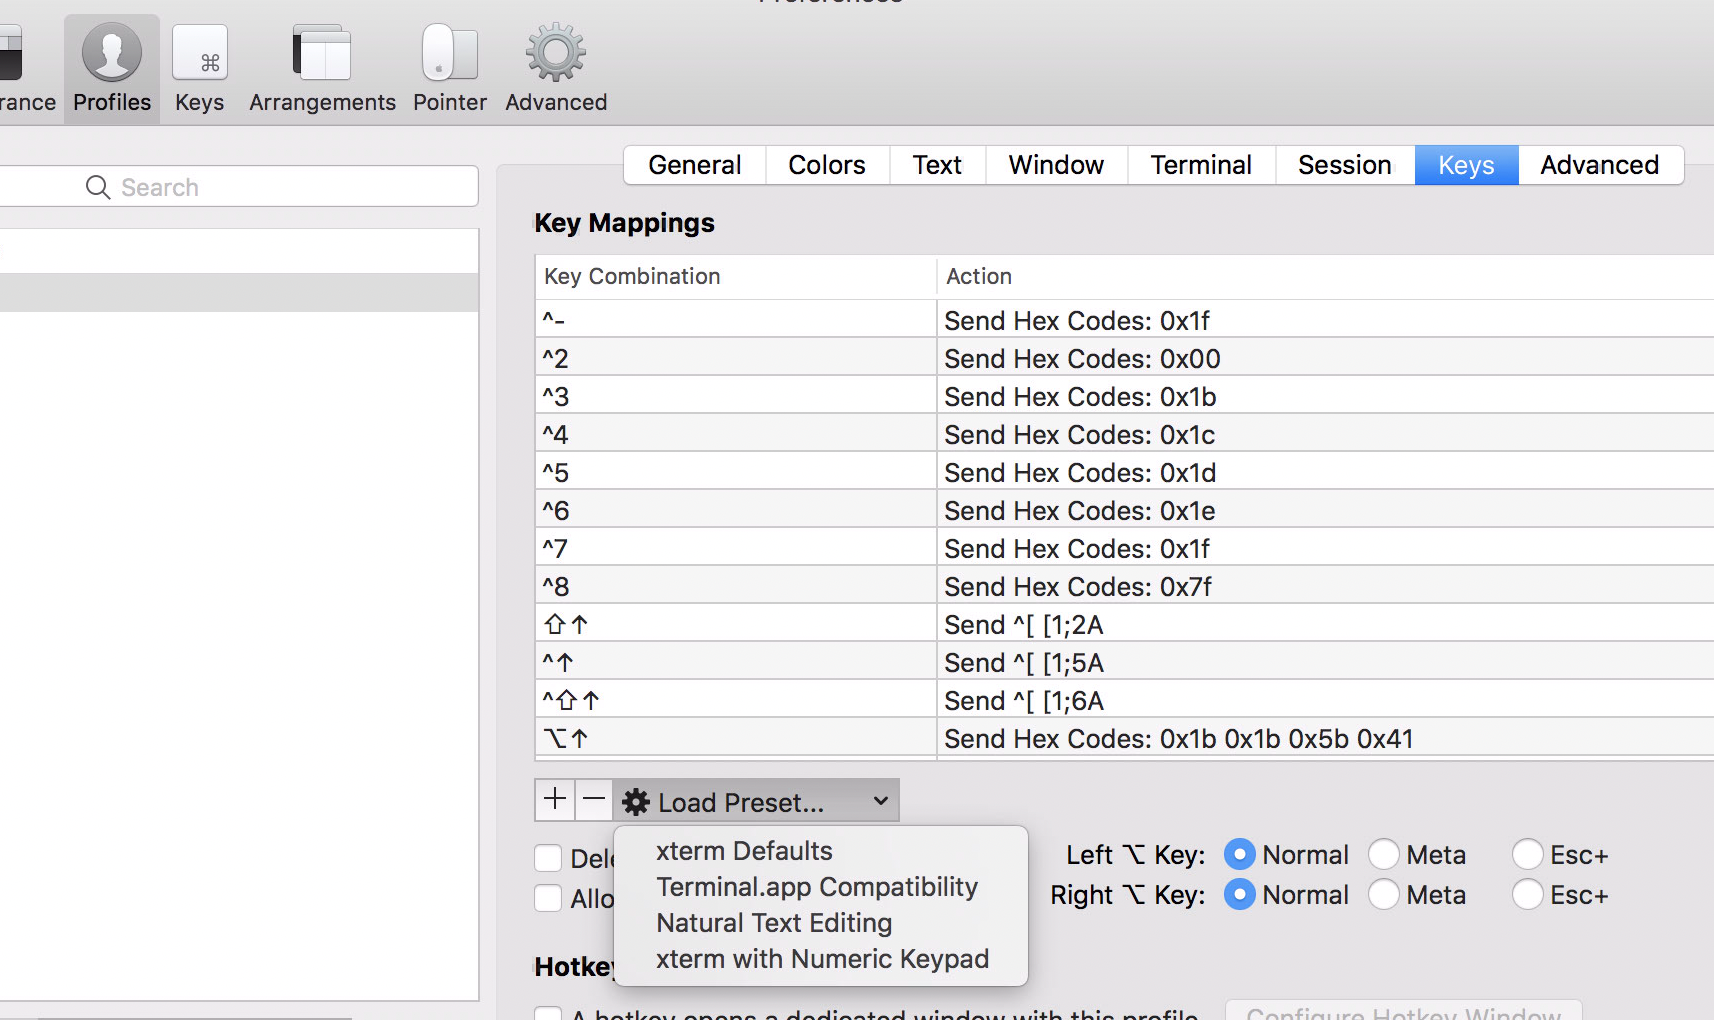 Preferences
rance Profiles Keys Arrangements Pointer Advanced
Search
General Colors Text Window Terminal Session Keys Advanced
Key Mappings
Key Combination Action
^- Send Hex Codes: 0x1f
^2 Send Hex Codes: 0x00
^3 Send Hex Codes: 0x1b
^4 Send Hex Codes: 0x1c
^5 Send Hex Codes: 0x1d
^6 Send Hex Codes: 0x1e
^7 Send Hex Codes: 0x1f
^8 Send Hex Codes: 0x7f
⇧↑ Send ^[ [1;2A
^↑ Send ^[ [1;5A
^⇧↑ Send ^[ [1;6A
⌥↑ Send Hex Codes: 0x1b 0x1b 0x5b 0x41
+ − Load Preset...
xterm Defaults
Terminal.app Compatibility
Natural Text Editing
xterm with Numeric Keypad
Dele
Allo
Left ⌥ Key: Normal Meta Esc+
Right ⌥ Key: Normal Meta Esc+
Hotkey
A hotkey opens a dedicated window with this profile. Configure Hotkey Window